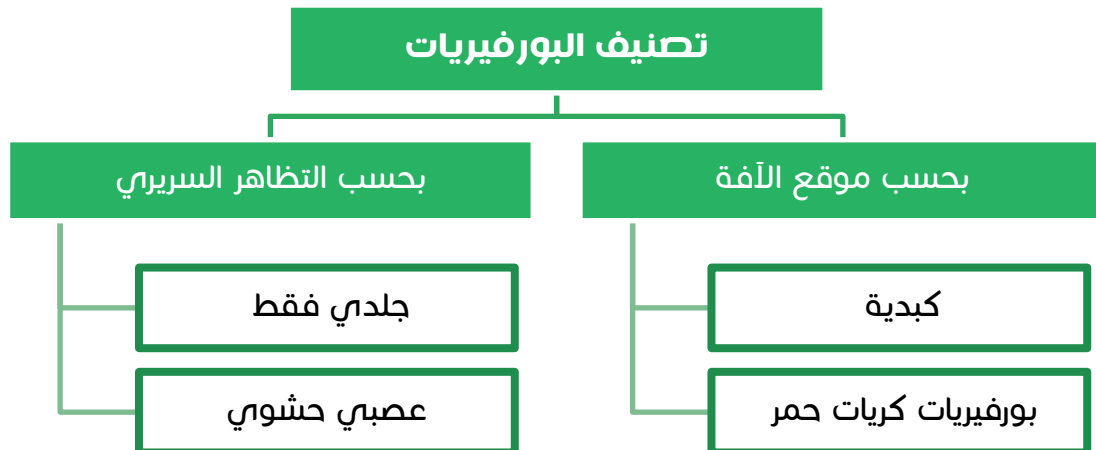 تصنيف البورفيريات
بحسب موقع الآفة
بحسب التظاهر السريري
كبدية
جلدي فقط
بورفيريات كريات حمر
عصبي حشوي